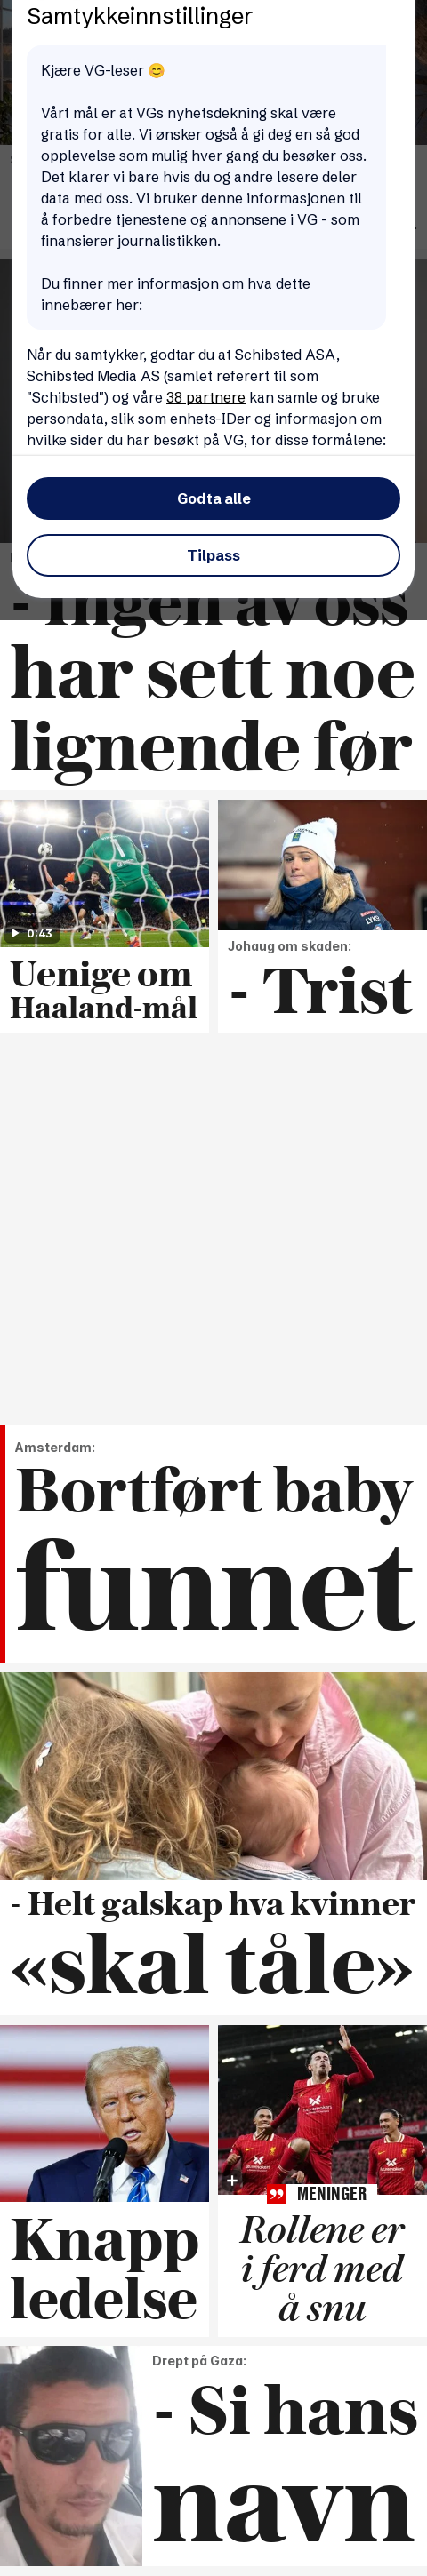 Samtykkeinnstillinger
Kjære VG-leser 😊
Vårt mål er at VGs nyhetsdekning skal være
gratis for alle. Vi ønsker også å gi deg en så god
opplevelse som mulig hver gang du besøker oss.
Det klarer vi bare hvis du og andre lesere deler
data med oss. Vi bruker denne informasjonen til
å forbedre tjenestene og annonsene i VG - som
finansierer journalistikken.
Du finner mer informasjon om hva dette
innebærer her:
Når du samtykker, godtar du at Schibsted ASA,
Schibsted Media AS (samlet referert til som
"Schibsted") og våre 38 partnere kan samle og bruke
persondata, slik som enhets-IDer og informasjon om
hvilke sider du har besøkt på VG, for disse formålene:
Godta alle
Tilpass
- Ingen av oss
har sett noe
lignende før
0:43
Uenige om
Haaland-mål
Johaug om skaden:
- Trist
Amsterdam:
Bortført baby
funnet
- Helt galskap hva kvinner
«skal tåle»
Knapp
ledelse
MENINGER
Rollene er
i ferd med
å snu
Drept på Gaza:
- Si hans
navn